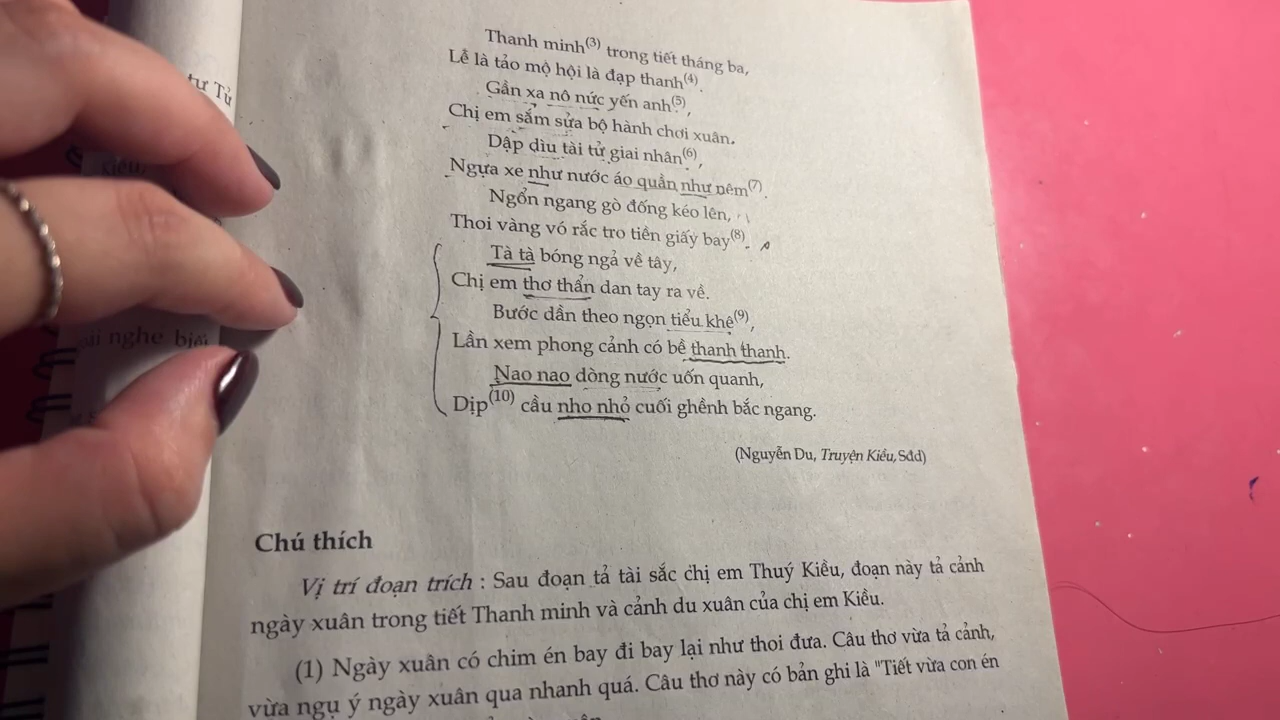 Thanh minh(3) trong tiết tháng ba,
Lễ là tảo mộ hội là đạp thanh(4).
Gần xa nô nức yến anh(5),
Chị em sắm sửa bộ hành chơi xuân.
Dập dìu tài tử giai nhân(6),
Ngựa xe như nước áo quần như nêm(7).
Ngổn ngang gò đống kéo lên,
Thoi vàng vó rắc tro tiền giấy bay(8).
Tà tà bóng ngả về tây,
Chị em thơ thẩn dan tay ra về.
Bước dần theo ngọn tiểu khê(9),
Lần xem phong cảnh có bề thanh thanh.
Nao nao dòng nước uốn quanh,
Dịp(10) cầu nho nhỏ cuối ghềnh bắc ngang.
(Nguyễn Du, Truyện Kiều, Sđd)
Chú thích
Vị trí đoạn trích : Sau đoạn tả tài sắc chị em Thuý Kiều, đoạn này tả cảnh
ngày xuân trong tiết Thanh minh và cảnh du xuân của chị em Kiều.
(1) Ngày xuân có chim én bay đi bay lại như thoi đưa. Câu thơ vừa tả cảnh,
vừa ngụ ý ngày xuân qua nhanh quá. Câu thơ này có bản ghi là "Tiết vừa con én
tư Tử
nghe